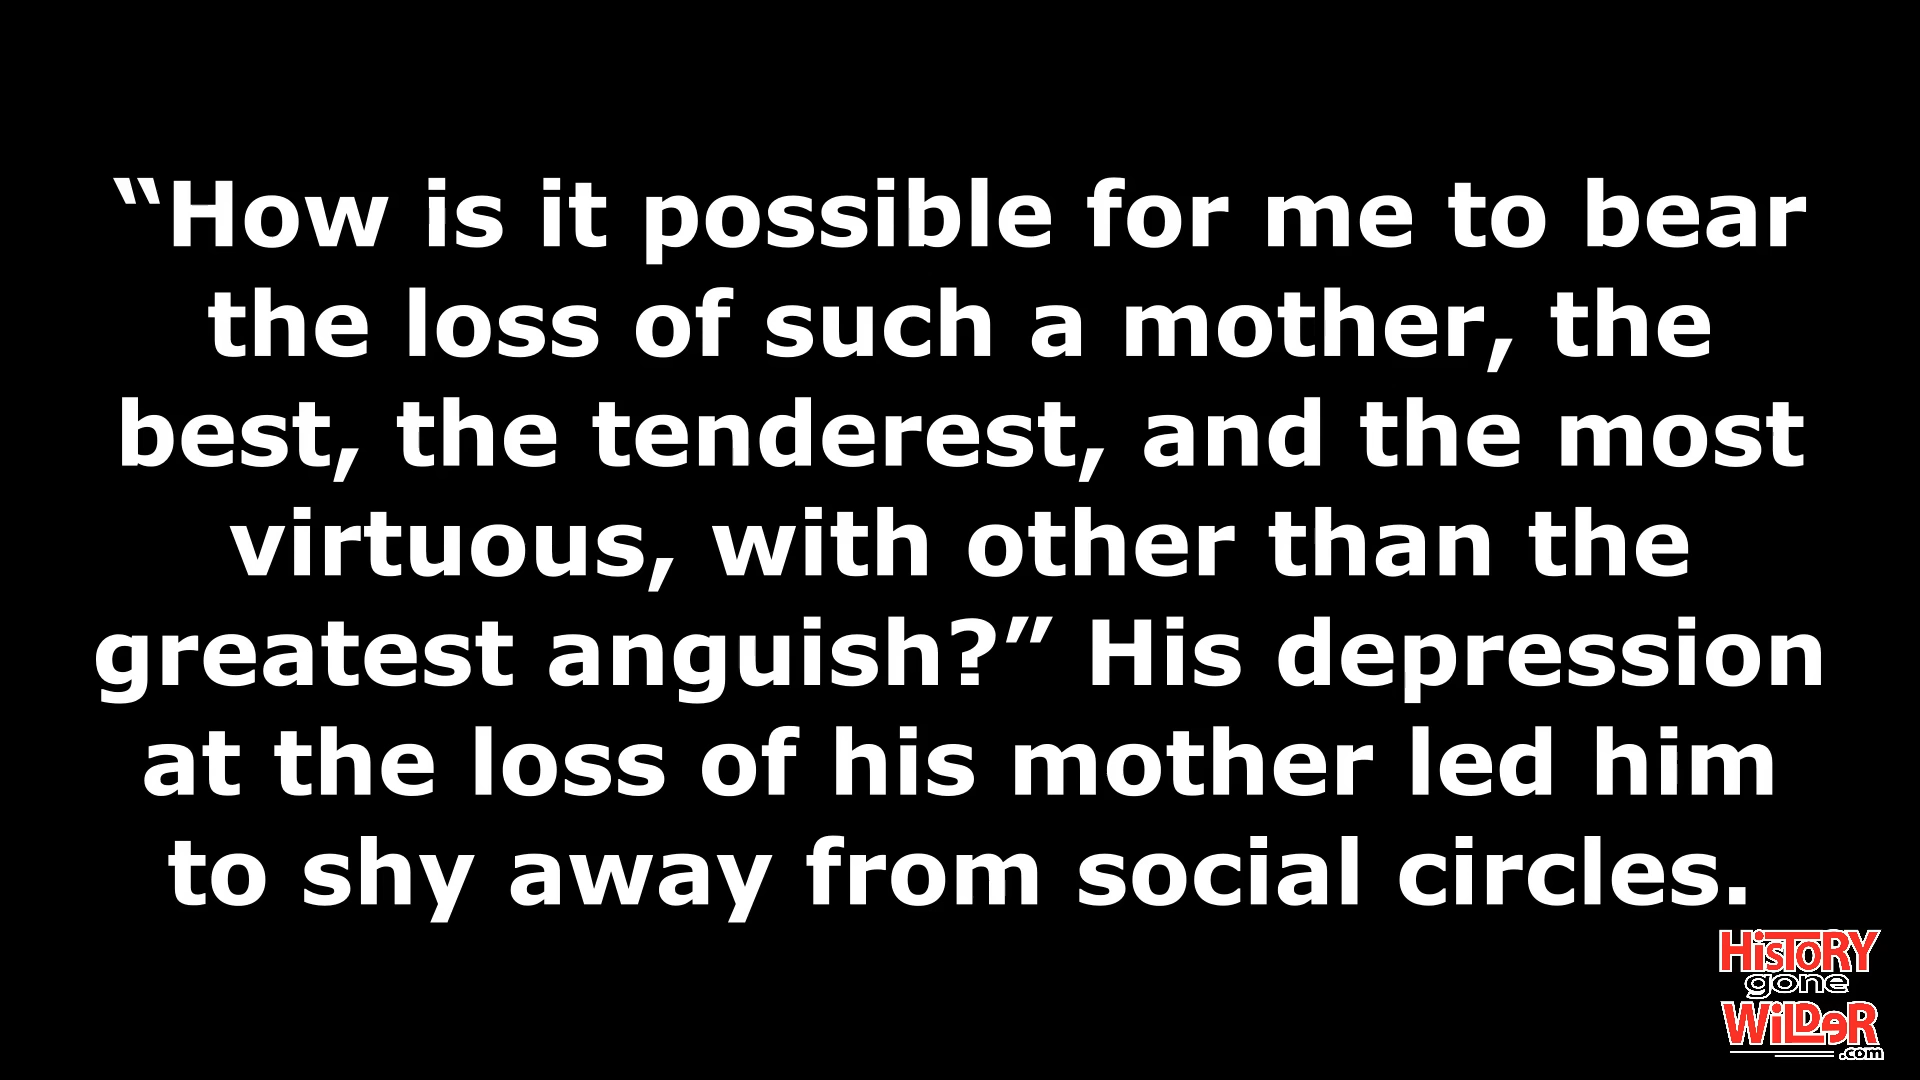 “How is it possible for me to bear
the loss of such a mother, the
best, the tenderest, and the most
virtuous, with other than the
greatest anguish?” His depression
at the loss of his mother led him
to shy away from social circles.
HiSTORY
gone
WiLDeR
.com